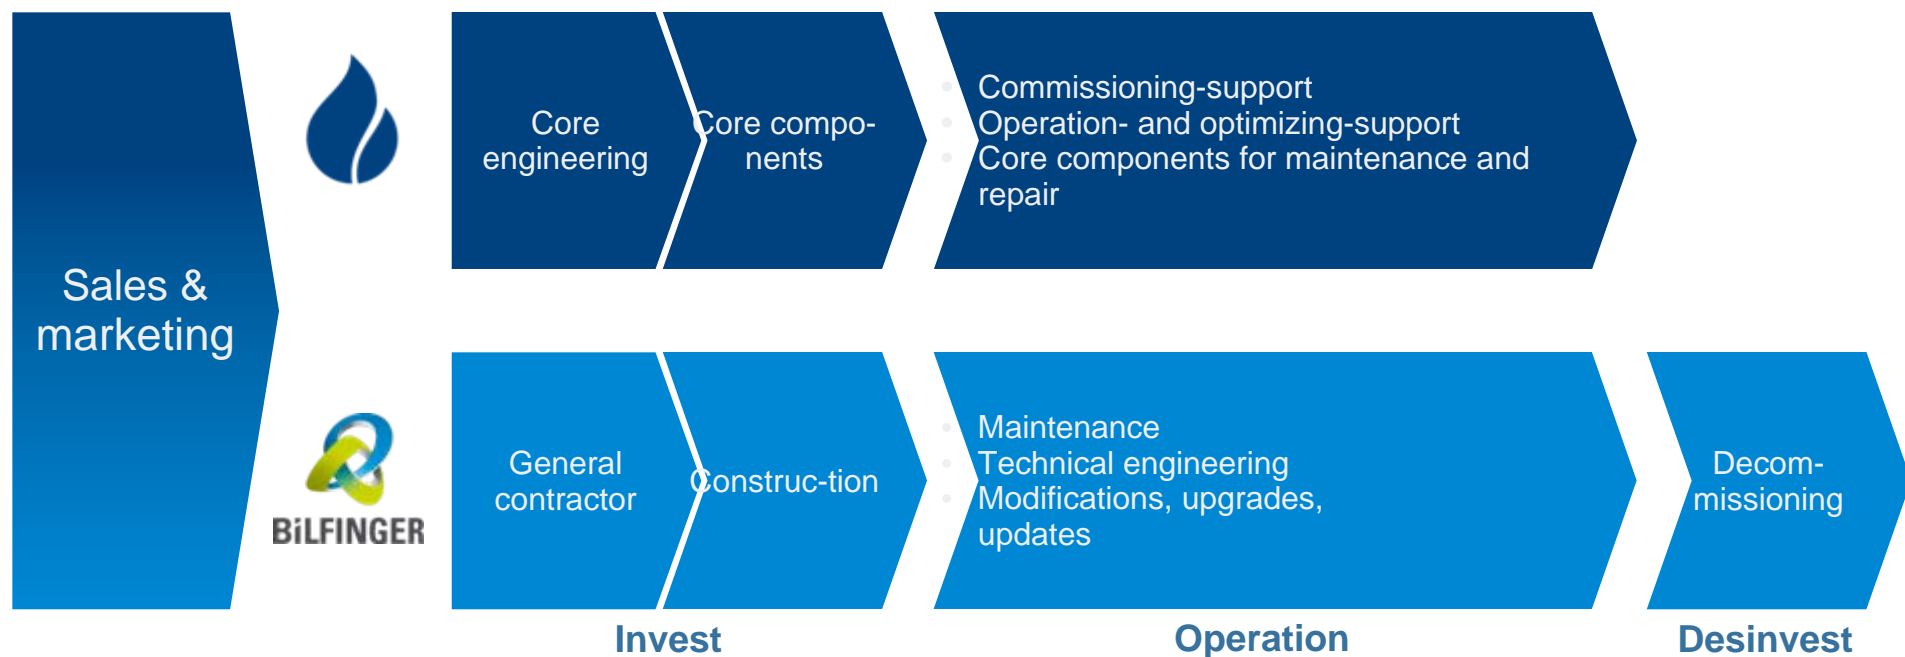 Sales &
marketing
Core
engineering
Core compo-
nents
• Commissioning-support
• Operation- and optimizing-support
• Core components for maintenance and
repair
BiLFINGER
General
contractor
Construc-tion
• Maintenance
• Technical engineering
• Modifications, upgrades,
updates
Decom-
missioning
Invest
Operation
Desinvest